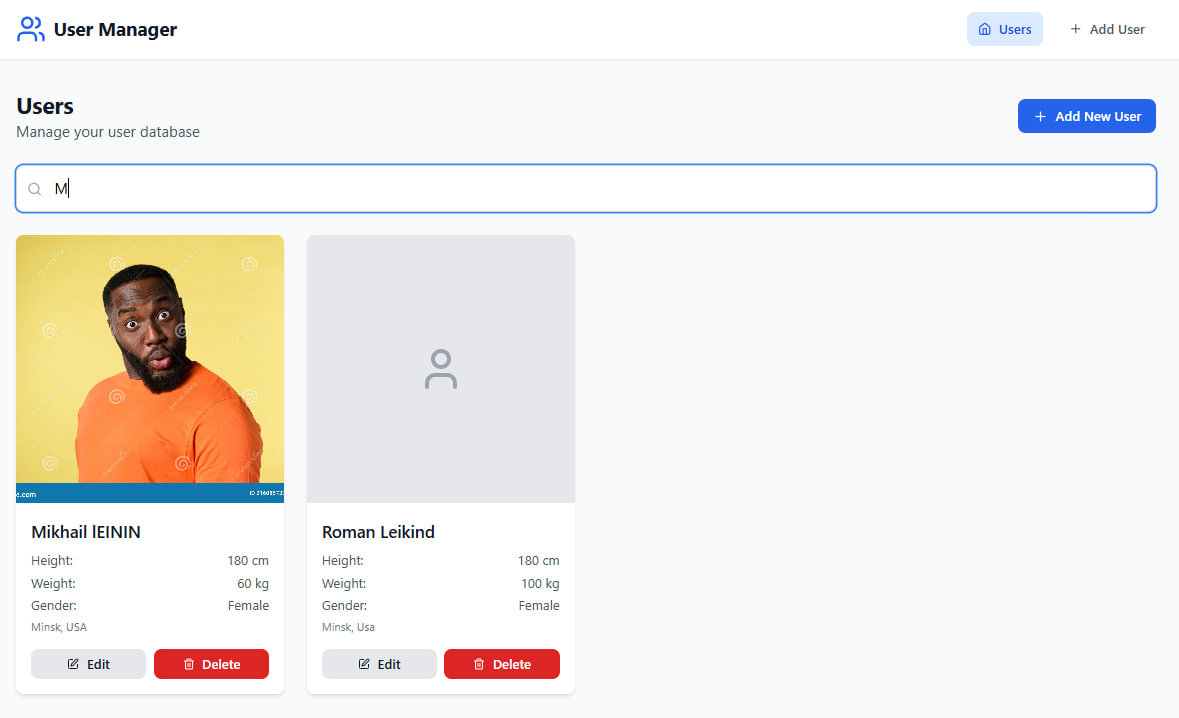 User Manager
Users
Add User
Users
Manage your user database
Add New User
M
e.com
Mikhail lEININ
Height: 180 cm
Weight: 60 kg
Gender: Female
Minsk, USA
Edit
Delete
Roman Leikind
Height: 180 cm
Weight: 100 kg
Gender: Female
Minsk, Usa
Edit
Delete